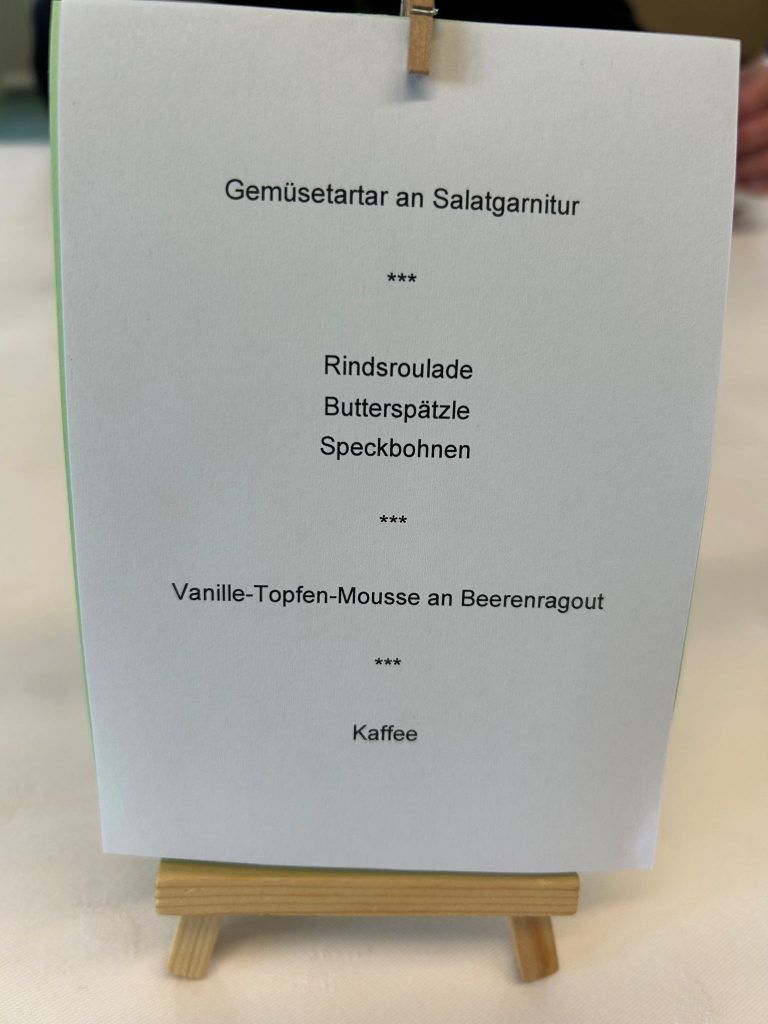 Gemüsetartar an Salatgarnitur
***
Rindsroulade
Butterspätzle
Speckbohnen
***
Vanille-Topfen-Mousse an Beerenragout
***
Kaffee